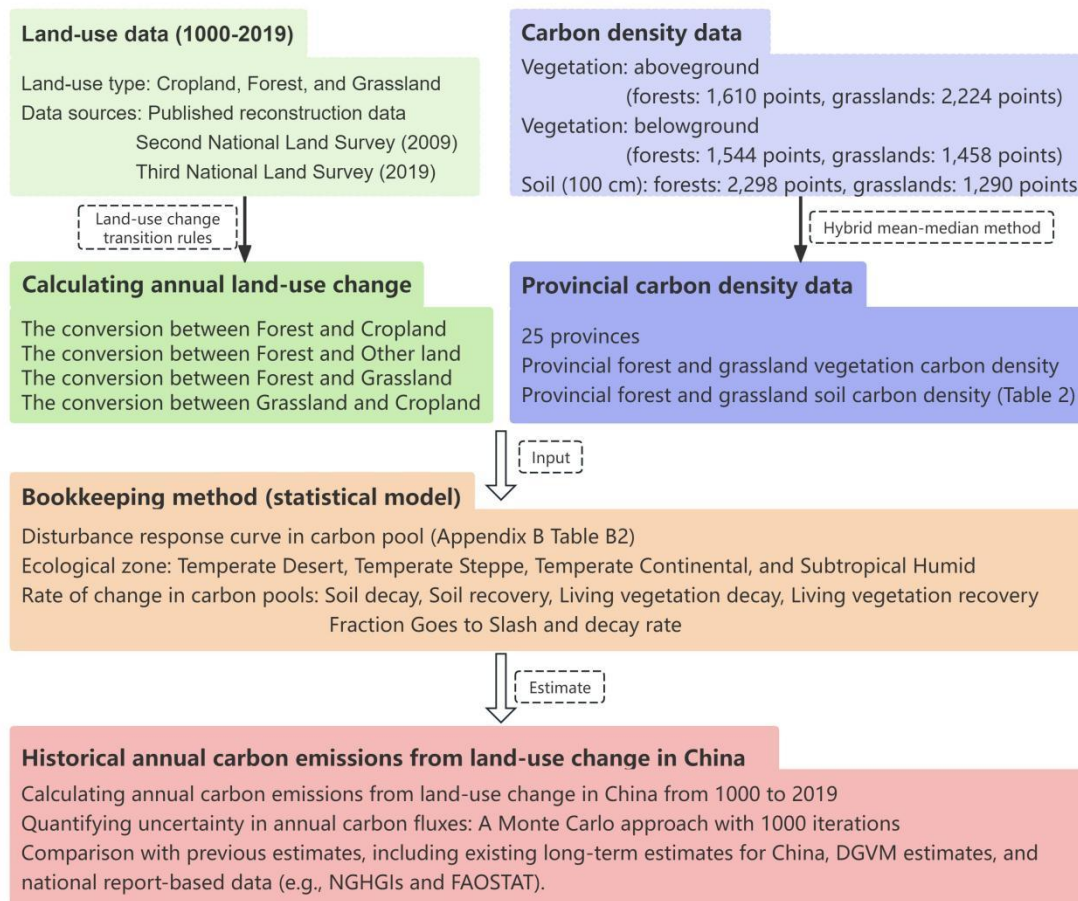 Land-use data (1000-2019)
Land-use type: Cropland, Forest, and Grassland
Data sources: Published reconstruction data
Second National Land Survey (2009)
Third National Land Survey (2019)
Carbon density data
Vegetation: aboveground
(forests: 1,610 points, grasslands: 2,224 points)
Vegetation: belowground
(forests: 1,544 points, grasslands: 1,458 points)
Soil (100 cm): forests: 2,298 points, grasslands: 1,290 points
Land-use change
transition rules
Hybrid mean-median method
Calculating annual land-use change
The conversion between Forest and Cropland
The conversion between Forest and Other land
The conversion between Forest and Grassland
The conversion between Grassland and Cropland
Provincial carbon density data
25 provinces
Provincial forest and grassland vegetation carbon density
Provincial forest and grassland soil carbon density (Table 2)
Input
Bookkeeping method (statistical model)
Disturbance response curve in carbon pool (Appendix B Table B2)
Ecological zone: Temperate Desert, Temperate Steppe, Temperate Continental, and Subtropical Humid
Rate of change in carbon pools: Soil decay, Soil recovery, Living vegetation decay, Living vegetation recovery
Fraction Goes to Slash and decay rate
Estimate
Historical annual carbon emissions from land-use change in China
Calculating annual carbon emissions from land-use change in China from 1000 to 2019
Quantifying uncertainty in annual carbon fluxes: A Monte Carlo approach with 1000 iterations
Comparison with previous estimates, including existing long-term estimates for China, DGVM estimates, and
national report-based data (e.g., NGHGIs and FAOSTAT).